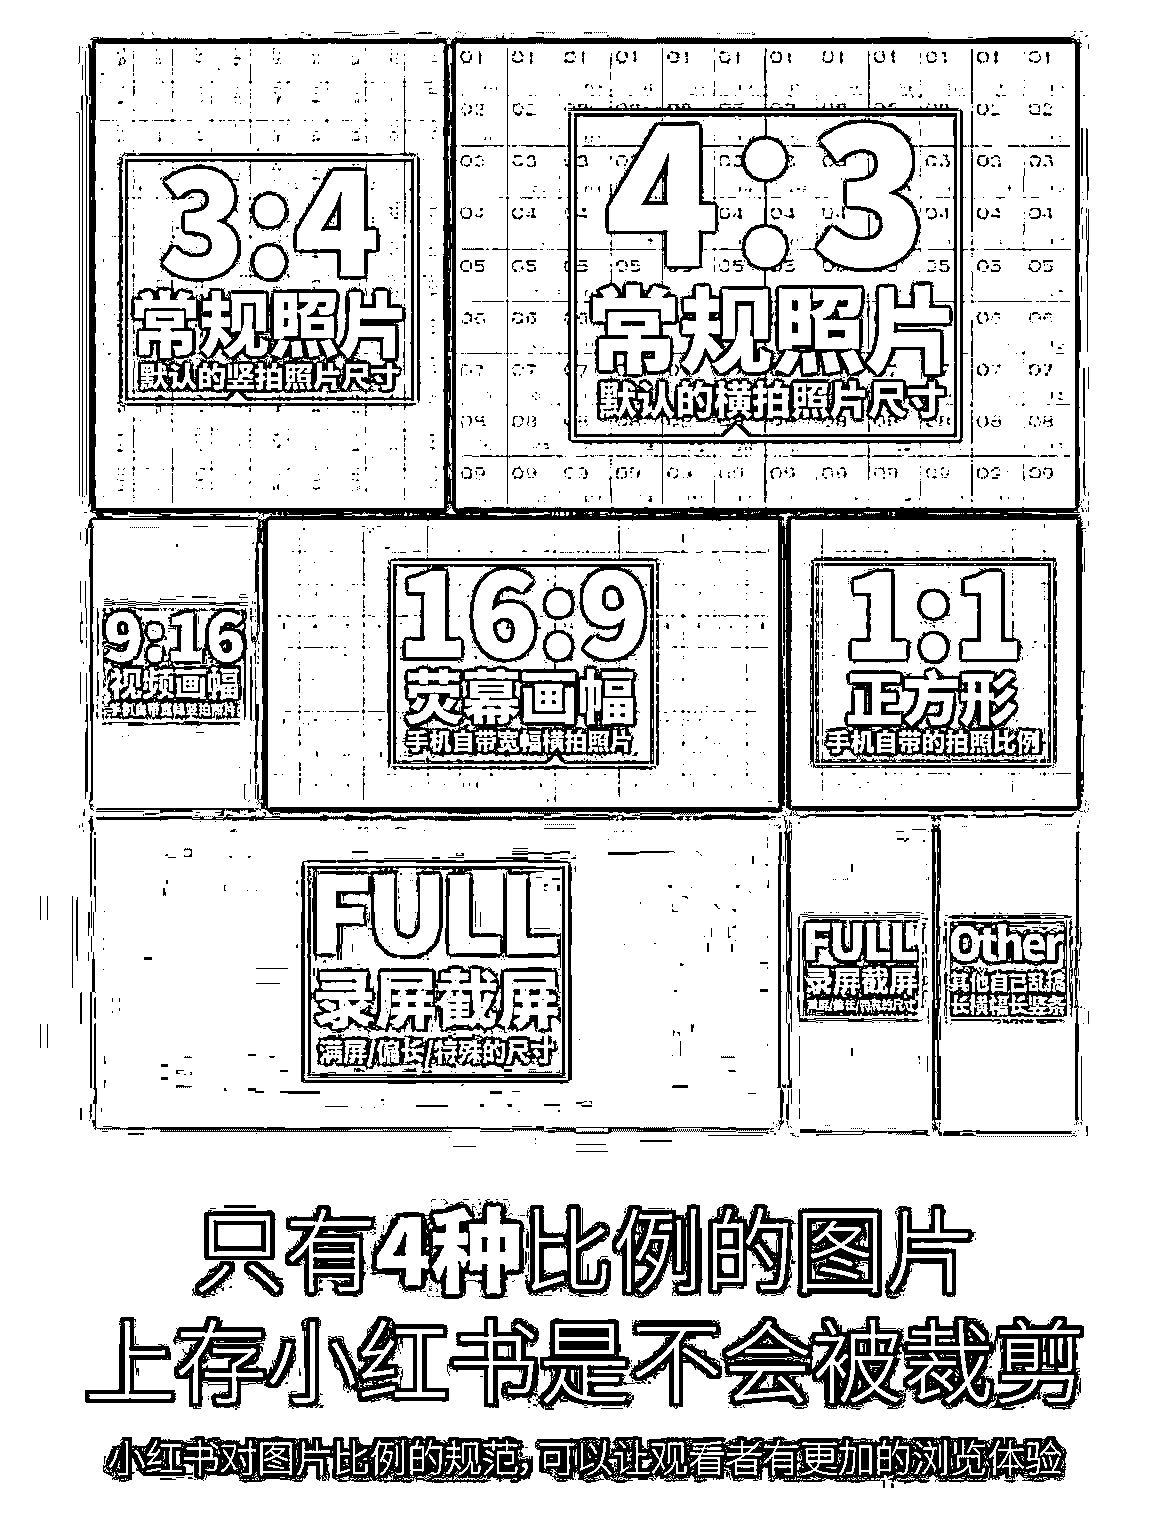 3:4
常规照片
默认的竖拍照片尺寸
4:3
常规照片
默认的横拍照片尺寸
9:16
视频画幅
手机自带宽幅竖拍照片
16:9
荧幕画幅
手机自带宽幅横拍照片
1:1
正方形
手机自带的拍照比例
FULL
录屏截屏
满屏/偏长/特殊的尺寸
FULL
录屏截屏
满屏/偏长/特殊的尺寸
Other
其他自己乱搞
长横幅长竖条
只有4种比例的图片
上存小红书是不会被裁剪
小红书对图片比例的规范,可以让观看者有更加的浏览体验